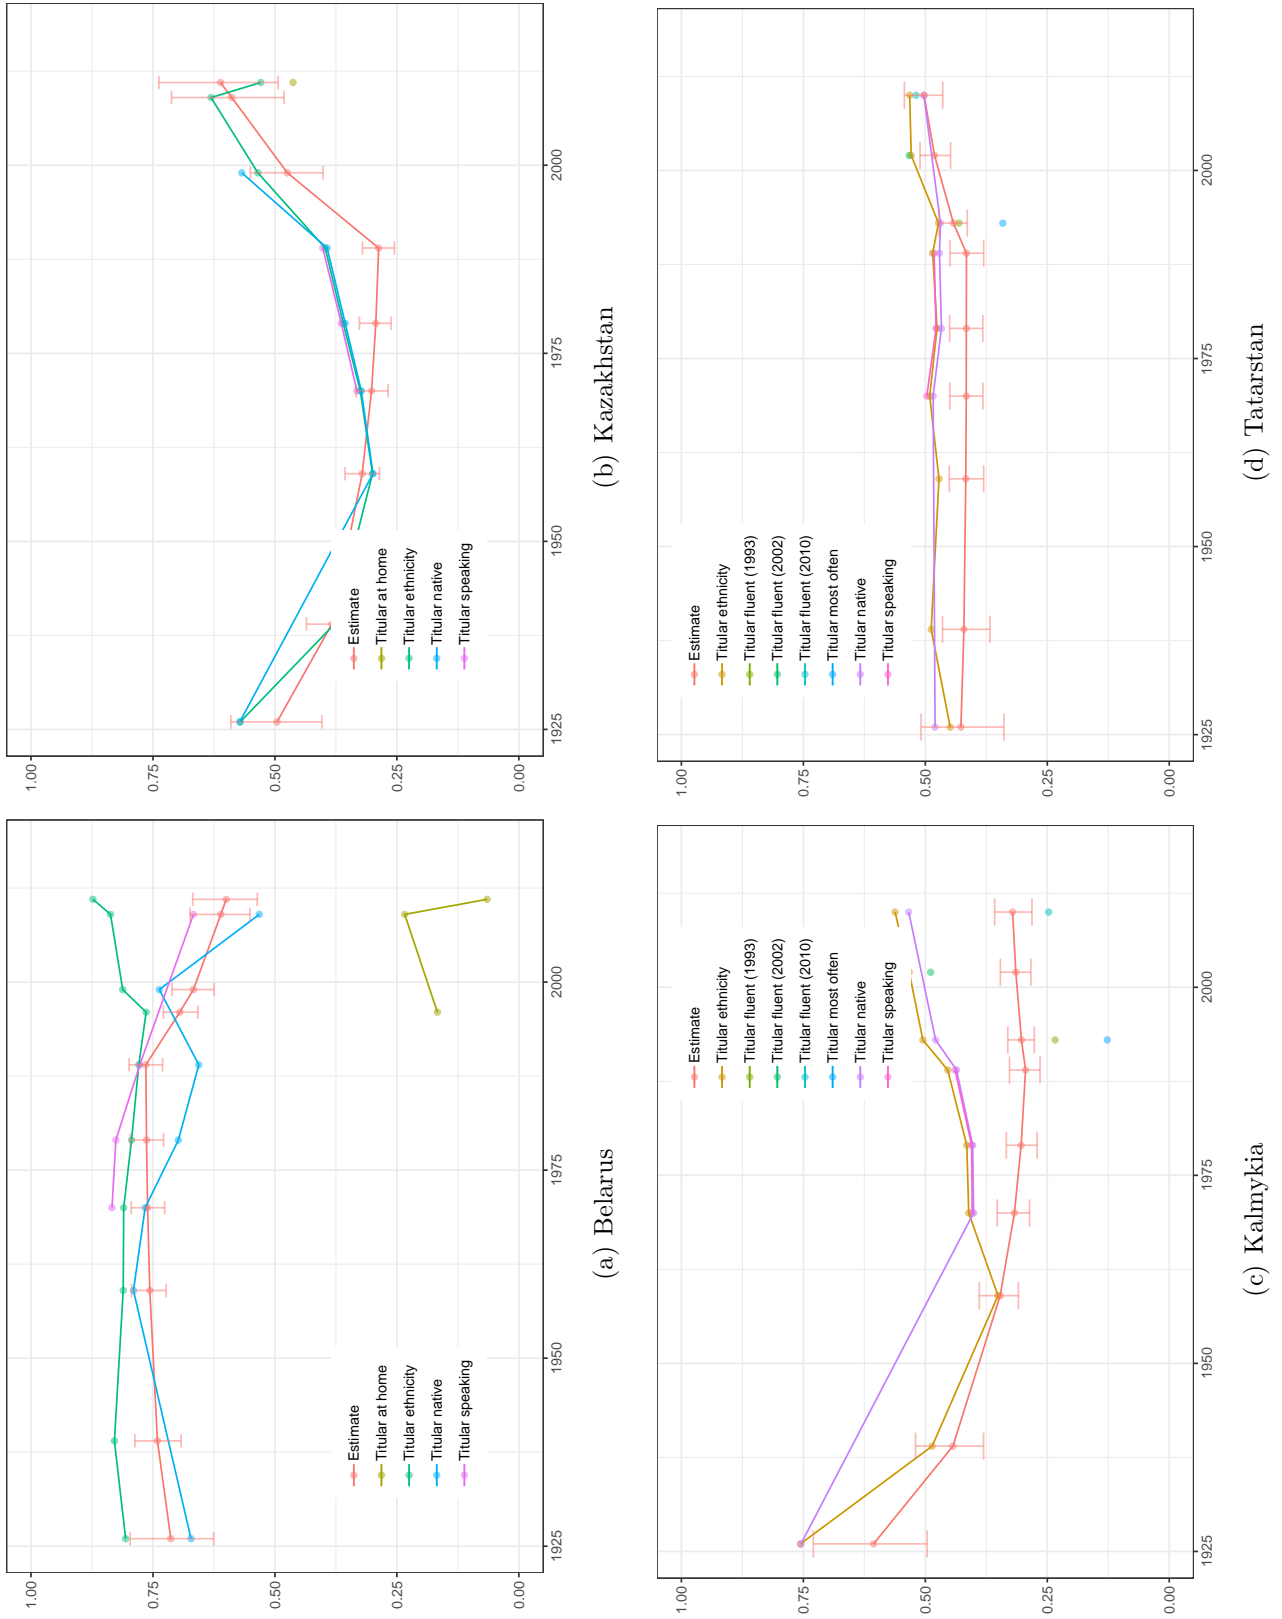 1.00
0.75
0.50
0.25
0.00
Estimate
Titular at home
Titular ethnicity
Titular native
Titular speaking
1925 1950 1975 2000
(a) Belarus
1.00
0.75
0.50
0.25
0.00
Estimate
Titular at home
Titular ethnicity
Titular native
Titular speaking
1925 1950 1975 2000
(b) Kazakhstan
1.00
0.75
0.50
0.25
0.00
Estimate
Titular ethnicity
Titular fluent (1993)
Titular fluent (2002)
Titular fluent (2010)
Titular most often
Titular native
Titular speaking
1925 1950 1975 2000
(c) Kalmykia
1.00
0.75
0.50
0.25
0.00
Estimate
Titular ethnicity
Titular fluent (1993)
Titular fluent (2002)
Titular fluent (2010)
Titular most often
Titular native
Titular speaking
1925 1950 1975 2000
(d) Tatarstan